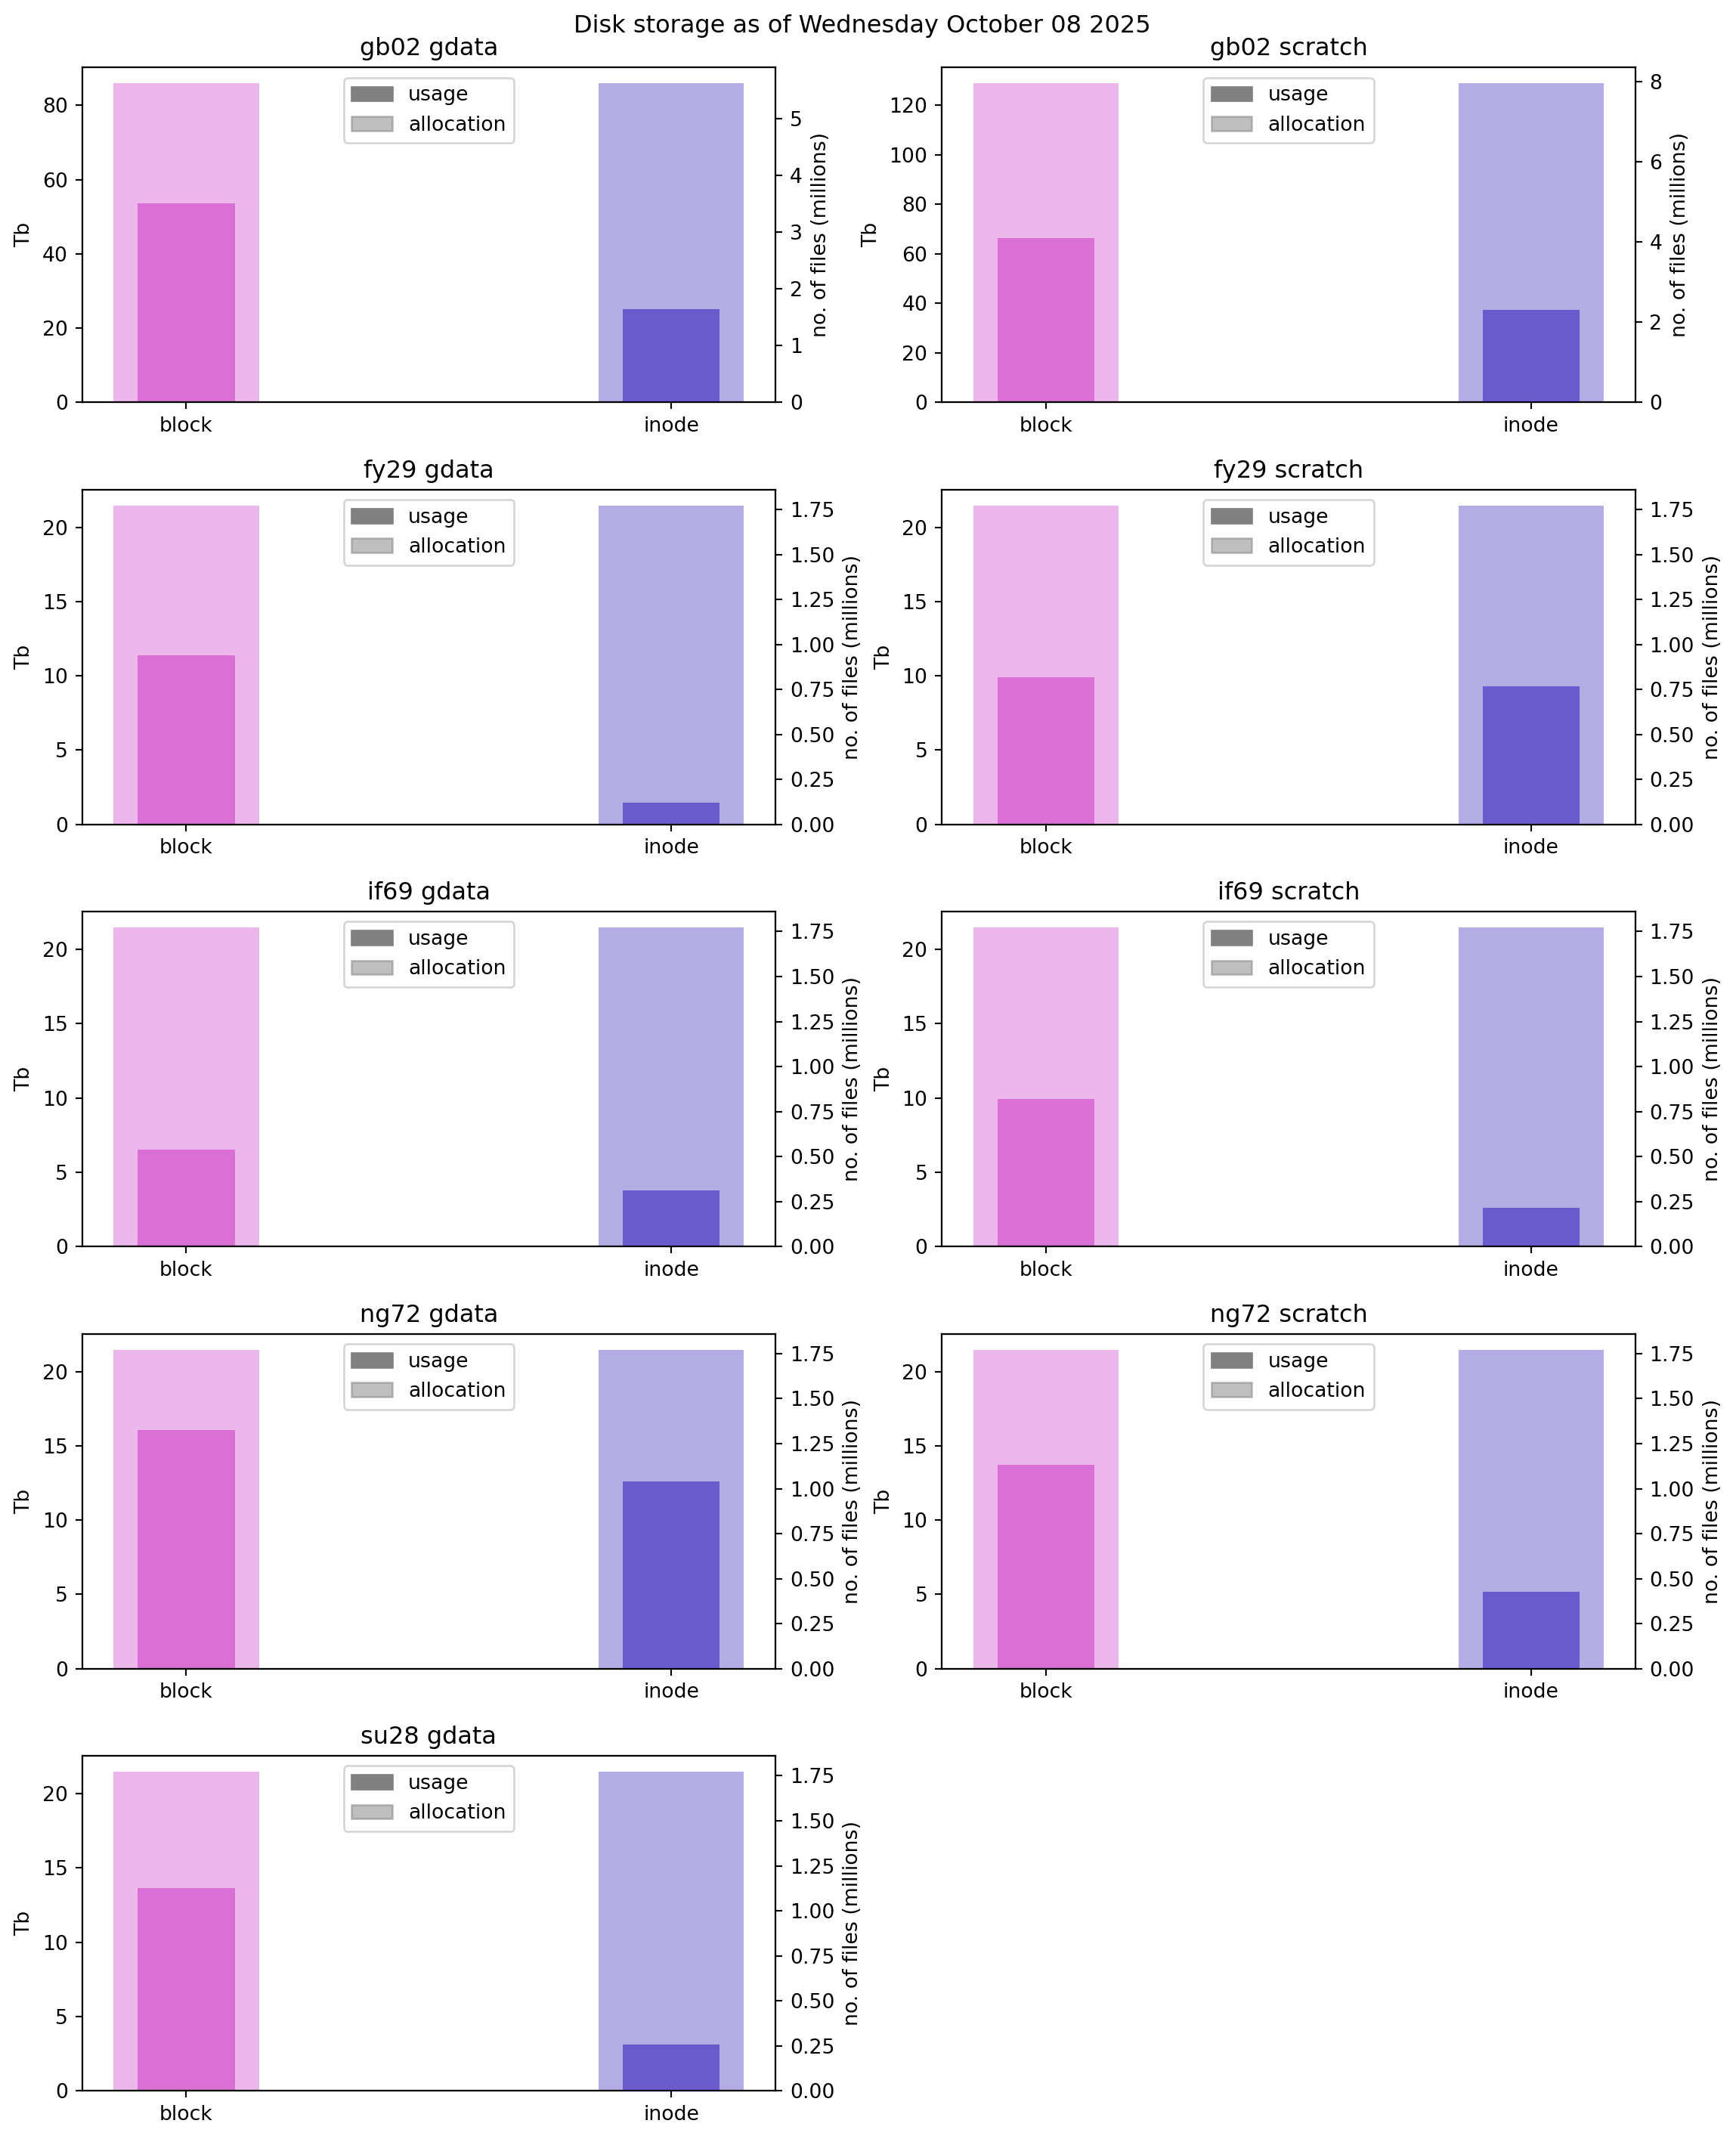 Disk storage as of Wednesday October 08 2025
gb02 gdata
usage
allocation
80
60
40
20
0
Tb
5
4
3
2
1
0
no. of files (millions)
block
inode
gb02 scratch
usage
allocation
120
100
80
60
40
20
0
Tb
8
6
4
2
0
no. of files (millions)
block
inode
fy29 gdata
usage
allocation
20
15
10
5
0
Tb
1.75
1.50
1.25
1.00
0.75
0.50
0.25
0.00
no. of files (millions)
block
inode
fy29 scratch
usage
allocation
20
15
10
5
0
Tb
1.75
1.50
1.25
1.00
0.75
0.50
0.25
0.00
no. of files (millions)
block
inode
if69 gdata
usage
allocation
20
15
10
5
0
Tb
1.75
1.50
1.25
1.00
0.75
0.50
0.25
0.00
no. of files (millions)
block
inode
if69 scratch
usage
allocation
20
15
10
5
0
Tb
1.75
1.50
1.25
1.00
0.75
0.50
0.25
0.00
no. of files (millions)
block
inode
ng72 gdata
usage
allocation
20
15
10
5
0
Tb
1.75
1.50
1.25
1.00
0.75
0.50
0.25
0.00
no. of files (millions)
block
inode
ng72 scratch
usage
allocation
20
15
10
5
0
Tb
1.75
1.50
1.25
1.00
0.75
0.50
0.25
0.00
no. of files (millions)
block
inode
su28 gdata
usage
allocation
20
15
10
5
0
Tb
1.75
1.50
1.25
1.00
0.75
0.50
0.25
0.00
no. of files (millions)
block
inode